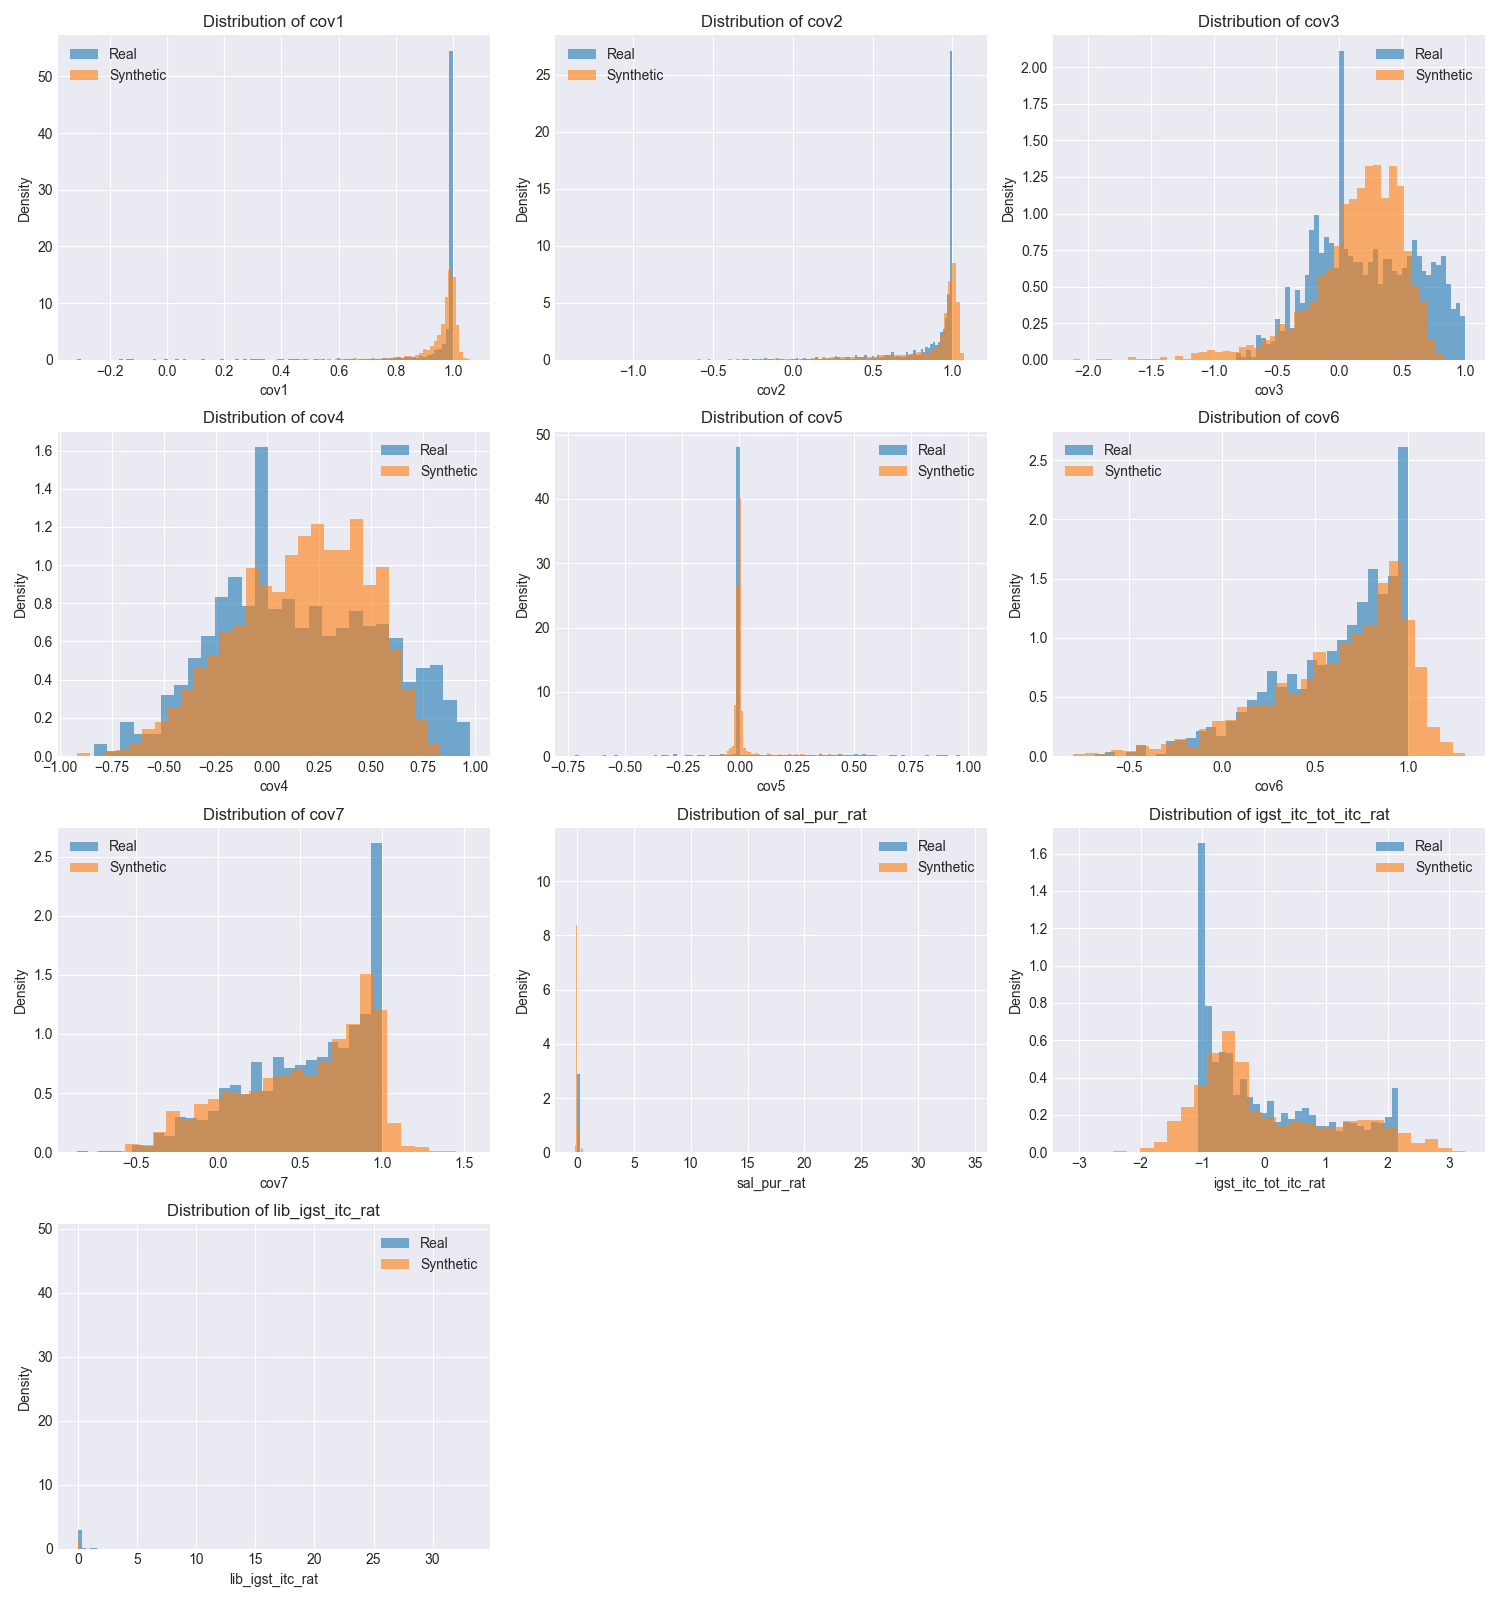 Distribution of cov1
Real
Synthetic
50
40
30
20
10
0
Density
−0.2 0.0 0.2 0.4 0.6 0.8 1.0
cov1
Distribution of cov2
Real
Synthetic
25
20
15
10
5
0
Density
−1.0 −0.5 0.0 0.5 1.0
cov2
Distribution of cov3
Real
Synthetic
2.00
1.75
1.50
1.25
1.00
0.75
0.50
0.25
0.00
Density
−2.0 −1.5 −1.0 −0.5 0.0 0.5 1.0
cov3
Distribution of cov4
Real
Synthetic
1.6
1.4
1.2
1.0
0.8
0.6
0.4
0.2
0.0
Density
−1.00 −0.75 −0.50 −0.25 0.00 0.25 0.50 0.75 1.00
cov4
Distribution of cov5
Real
Synthetic
50
40
30
20
10
0
Density
−0.75 −0.50 −0.25 0.00 0.25 0.50 0.75 1.00
cov5
Distribution of cov6
Real
Synthetic
2.5
2.0
1.5
1.0
0.5
0.0
Density
−0.5 0.0 0.5 1.0
cov6
Distribution of cov7
Real
Synthetic
2.5
2.0
1.5
1.0
0.5
0.0
Density
−0.5 0.0 0.5 1.0 1.5
cov7
Distribution of sal_pur_rat
Real
Synthetic
10
8
6
4
2
0
Density
0 5 10 15 20 25 30 35
sal_pur_rat
Distribution of igst_itc_tot_itc_rat
Real
Synthetic
1.6
1.4
1.2
1.0
0.8
0.6
0.4
0.2
0.0
Density
−3 −2 −1 0 1 2 3
igst_itc_tot_itc_rat
Distribution of lib_igst_itc_rat
Real
Synthetic
50
40
30
20
10
0
Density
0 5 10 15 20 25 30
lib_igst_itc_rat